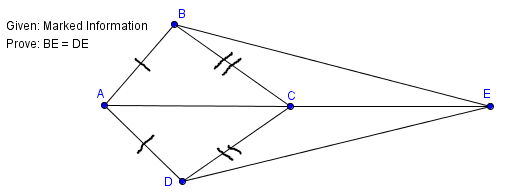 Given: Marked Information
Prove: BE = DE
B
A
C
E
D